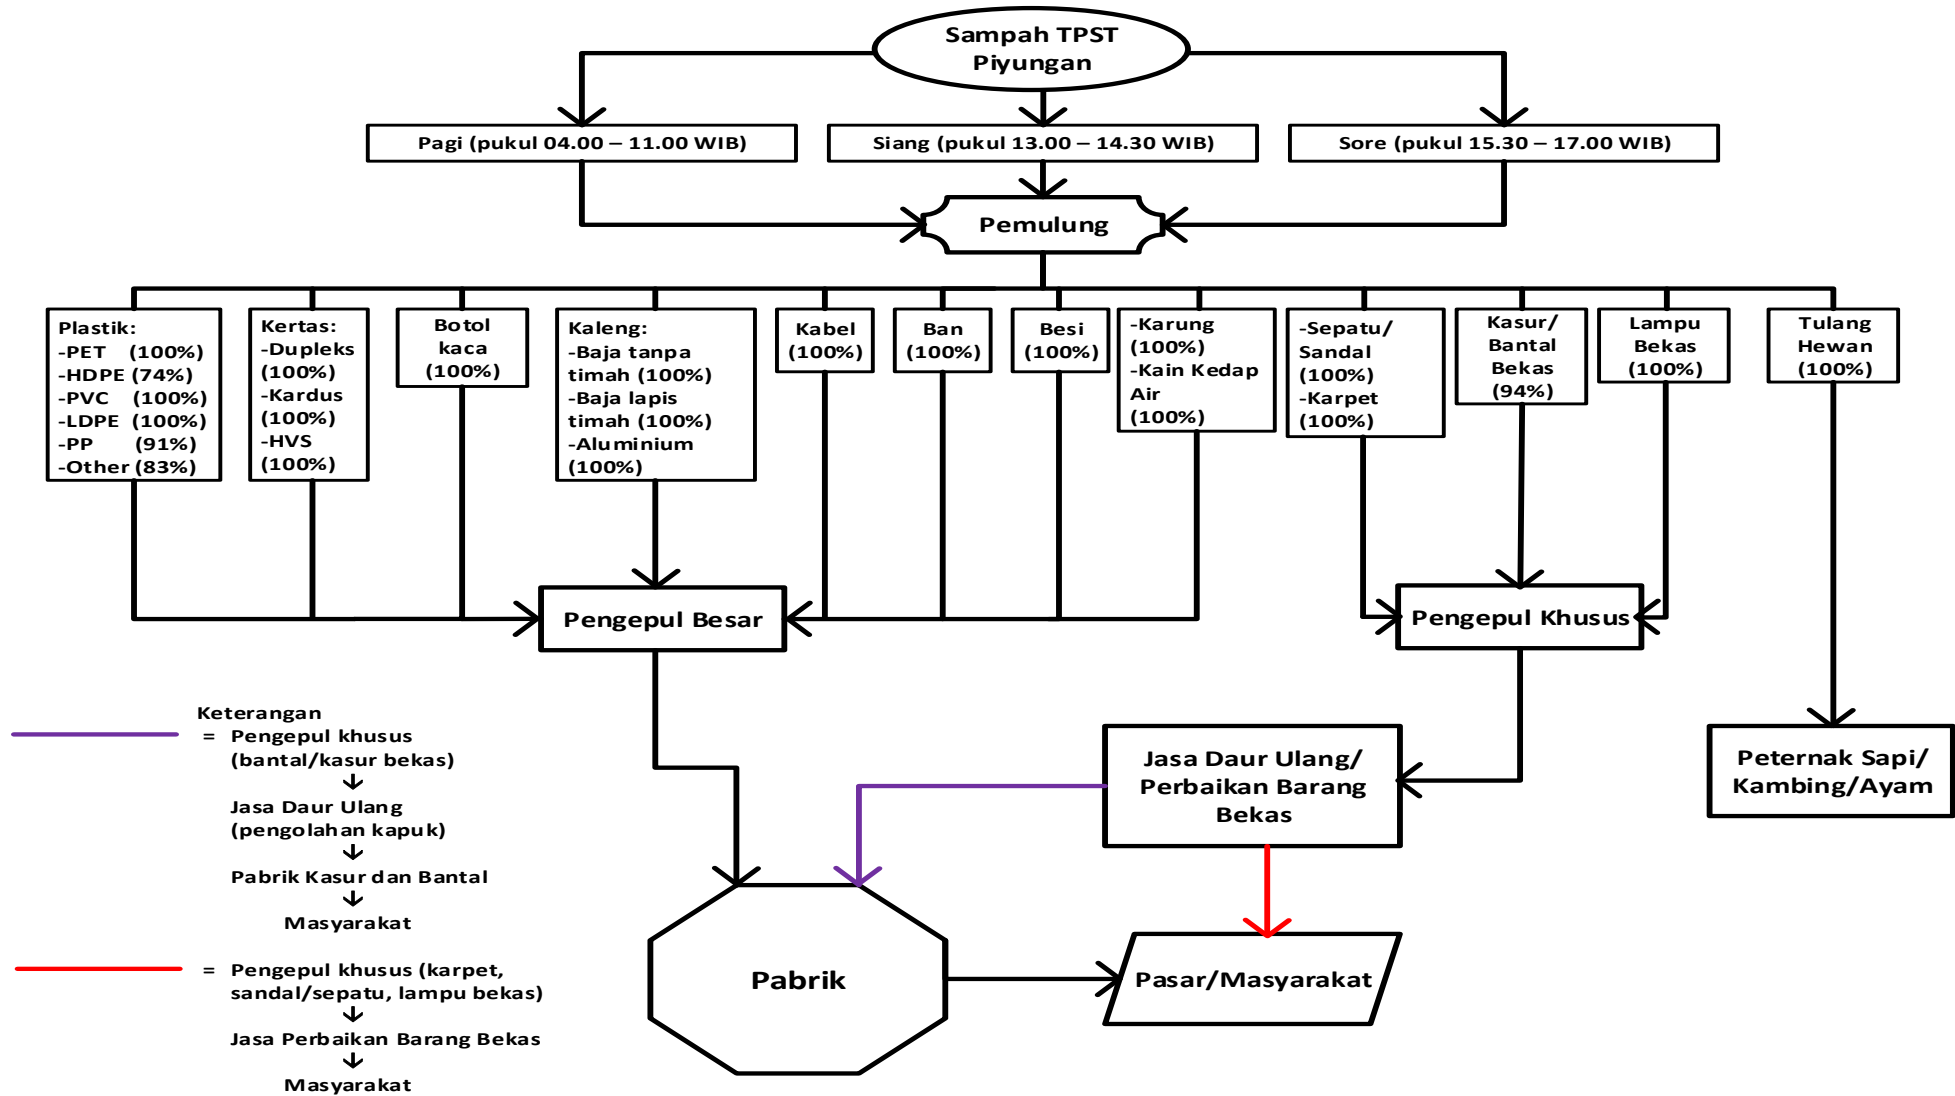 Sampah TPST
Piyungan
Pagi (pukul 04.00 – 11.00 WIB)
Siang (pukul 13.00 – 14.30 WIB)
Sore (pukul 15.30 – 17.00 WIB)
Pemulung
Plastik:
-PET (100%)
-HDPE (74%)
-PVC (100%)
-LDPE (100%)
-PP (91%)
-Other (83%)
Kertas:
-Dupleks
(100%)
-Kardus
(100%)
-HVS
(100%)
Botol
kaca
(100%)
Kaleng:
-Baja tanpa
timah (100%)
-Baja lapis
timah (100%)
-Aluminium
(100%)
Kabel
(100%)
Ban
(100%)
Besi
(100%)
-Karung
(100%)
-Kain Kedap
Air
(100%)
-Sepatu/
Sandal
(100%)
-Karpet
(100%)
Kasur/
Bantal
Bekas
(94%)
Lampu
Bekas
(100%)
Tulang
Hewan
(100%)
Pengepul Besar
Pengepul Khusus
Jasa Daur Ulang/
Perbaikan Barang
Bekas
Peternak Sapi/
Kambing/Ayam
Pabrik
Pasar/Masyarakat
Keterangan
= Pengepul khusus
(bantal/kasur bekas)
Jasa Daur Ulang
(pengolahan kapuk)
Pabrik Kasur dan Bantal
Masyarakat
= Pengepul khusus (karpet,
sandal/sepatu, lampu bekas)
Jasa Perbaikan Barang Bekas
Masyarakat